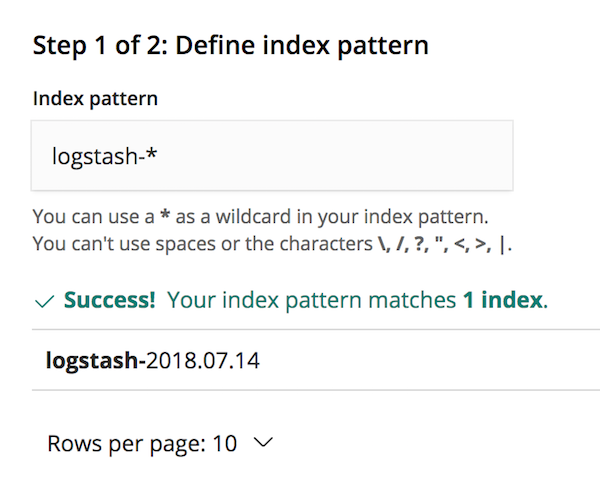 Step 1 of 2: Define index pattern
Index pattern
logstash-*
You can use a * as a wildcard in your index pattern.
You can't use spaces or the characters \, /, ?, ", <, >, |.
Success! Your index pattern matches 1 index.
logstash-2018.07.14
Rows per page: 10